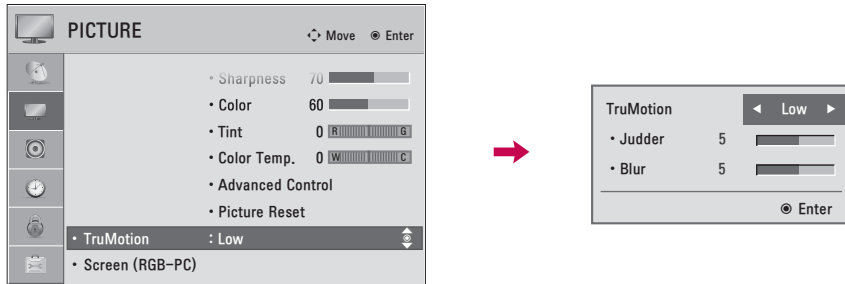 PICTURE
Move Enter
• Sharpness 70
• Color 60
• Tint 0 R G
• Color Temp. 0 W C
• Advanced Control
• Picture Reset
• TruMotion : Low
• Screen (RGB-PC)
TruMotion ◄ Low ►
• Judder 5
• Blur 5
Enter